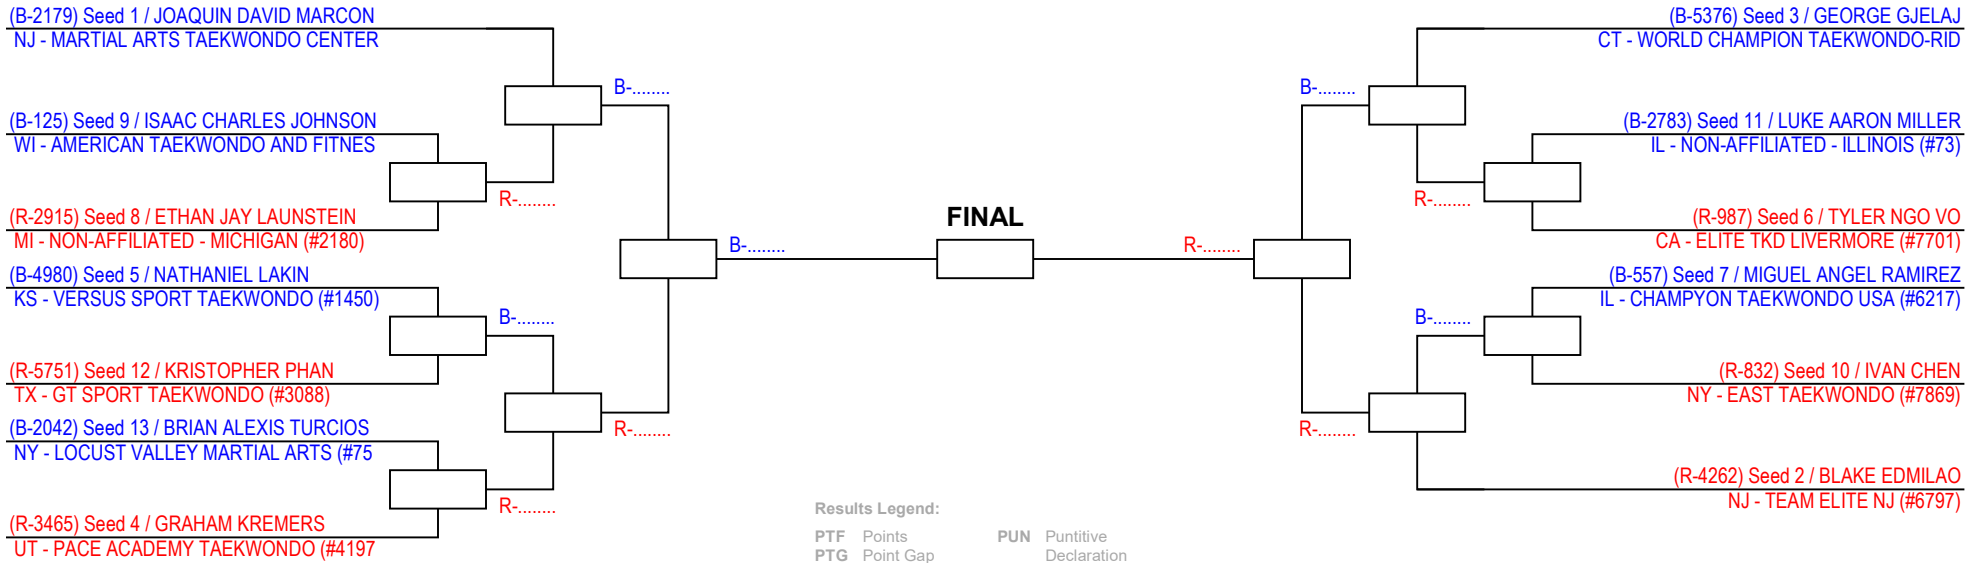 (B-2179) Seed 1 / JOAQUIN DAVID MARCON
NJ - MARTIAL ARTS TAEKWONDO CENTER
B-........
(B-125) Seed 9 / ISAAC CHARLES JOHNSON
WI - AMERICAN TAEKWONDO AND FITNES
R-........
(R-2915) Seed 8 / ETHAN JAY LAUNSTEIN
MI - NON-AFFILIATED - MICHIGAN (#2180)
B-........
(B-4980) Seed 5 / NATHANIEL LAKIN
KS - VERSUS SPORT TAEKWONDO (#1450)
B-........
(R-5751) Seed 12 / KRISTOPHER PHAN
TX - GT SPORT TAEKWONDO (#3088)
R-........
(B-2042) Seed 13 / BRIAN ALEXIS TURCIOS
NY - LOCUST VALLEY MARTIAL ARTS (#75
R-........
(R-3465) Seed 4 / GRAHAM KREMERS
UT - PACE ACADEMY TAEKWONDO (#4197
FINAL
(B-5376) Seed 3 / GEORGE GJELAJ
CT - WORLD CHAMPION TAEKWONDO-RID
B-........
(B-2783) Seed 11 / LUKE AARON MILLER
IL - NON-AFFILIATED - ILLINOIS (#73)
R-........
(R-987) Seed 6 / TYLER NGO VO
CA - ELITE TKD LIVERMORE (#7701)
R-........
(B-557) Seed 7 / MIGUEL ANGEL RAMIREZ
IL - CHAMPYON TAEKWONDO USA (#6217)
B-........
(R-832) Seed 10 / IVAN CHEN
NY - EAST TAEKWONDO (#7869)
R-........
(R-4262) Seed 2 / BLAKE EDMILAO
NJ - TEAM ELITE NJ (#6797)
Results Legend:
PTF Points
PTG Point Gap
PUN Puntitive
Declaration